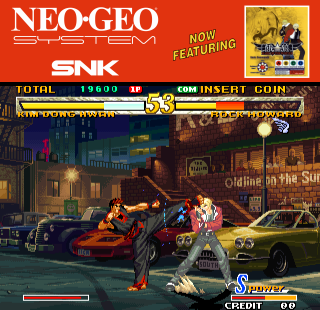 NEO•GEO
SYSTEM
SNK
NOW
FEATURING
TOTAL 19600 1P COM INSERT COIN
53
KIM DONG HWAN ROCK HOWARD
Oldline on the Sun
S power
CREDIT 00